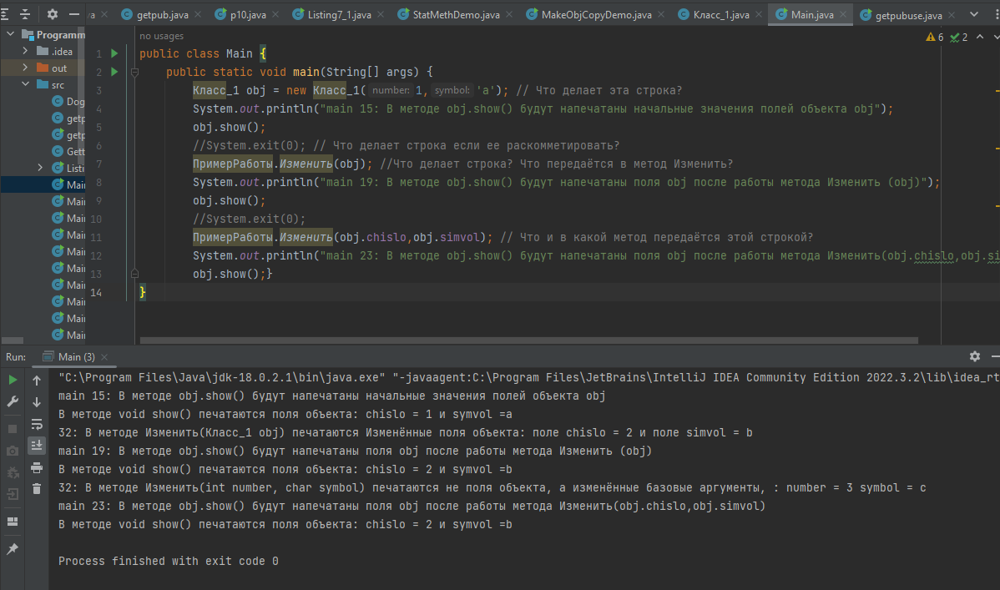 va getpub.java p10.java Listing7_1.java StatMethDemo.java MakeObjCopyDemo.java Класс_1.java Main.java getpubuse.java
Programm
.idea
out
src
Dog
getp
getp
Gett
Listi
Mai
Mai
Mai
Mai
Mai
Mai
Mai
Mai
Mai
Mai
no usages
6 2
1 public class Main {
2 public static void main(String[] args) {
3 Класс_1 obj = new Класс_1( number: 1, symbol: 'a'); // Что делает эта строка?
4 System.out.println("main 15: В методе obj.show() будут напечатаны начальные значения полей объекта obj");
5 obj.show();
6 //System.exit(0); // Что делает строка если ее раскомметировать?
7 ПримерРаботы.Изменить(obj); //Что делает строка? Что передаётся в метод Изменить?
8 System.out.println("main 19: В методе obj.show() будут напечатаны поля obj после работы метода Изменить (obj)");
9 obj.show();
10 //System.exit(0);
11 ПримерРаботы.Изменить(obj.chislo,obj.simvol); // Что и в какой метод передаётся этой строкой?
12 System.out.println("main 23: В методе obj.show() будут напечатаны поля obj после работы метода Изменить(obj.chislo,obj.si
13 obj.show();}
14 }
Run: Main (3)
"C:\Program Files\Java\jdk-18.0.2.1\bin\java.exe" "-javaagent:C:\Program Files\JetBrains\IntelliJ IDEA Community Edition 2022.3.2\lib\idea_rt
main 15: В методе obj.show() будут напечатаны начальные значения полей объекта obj
В методе void show() печатаются поля объекта: chislo = 1 и symvol =a
32: В методе Изменить(Класс_1 obj) печатаются Изменённые поля объекта: поле chislo = 2 и поле simvol = b
main 19: В методе obj.show() будут напечатаны поля obj после работы метода Изменить (obj)
В методе void show() печатаются поля объекта: chislo = 2 и symvol =b
32: В методе Изменить(int number, char symbol) печатаются не поля объекта, а изменённые базовые аргументы, : number = 3 symbol = c
main 23: В методе obj.show() будут напечатаны поля obj после работы метода Изменить(obj.chislo,obj.simvol)
В методе void show() печатаются поля объекта: chislo = 2 и symvol =b
Process finished with exit code 0